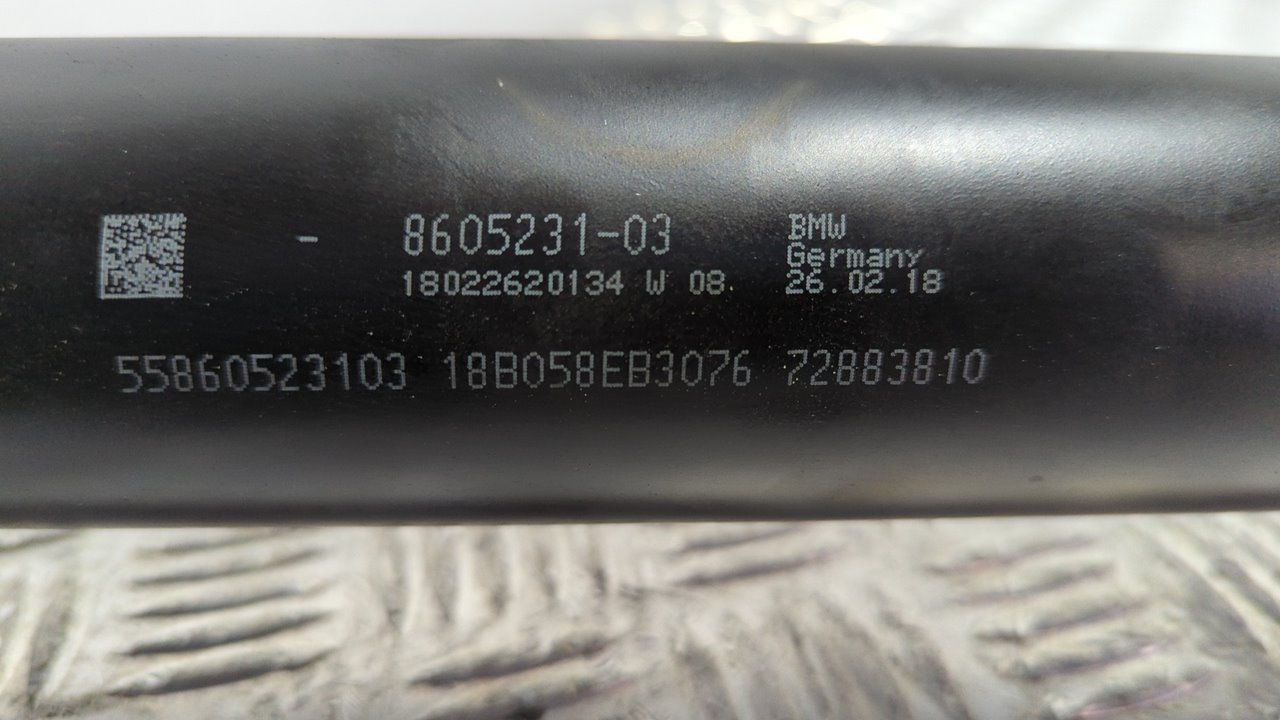 - 8605231-03
18022620134 W 08
BMW
Germany
26.02.18
55860523103 18B058EB3076 72883810